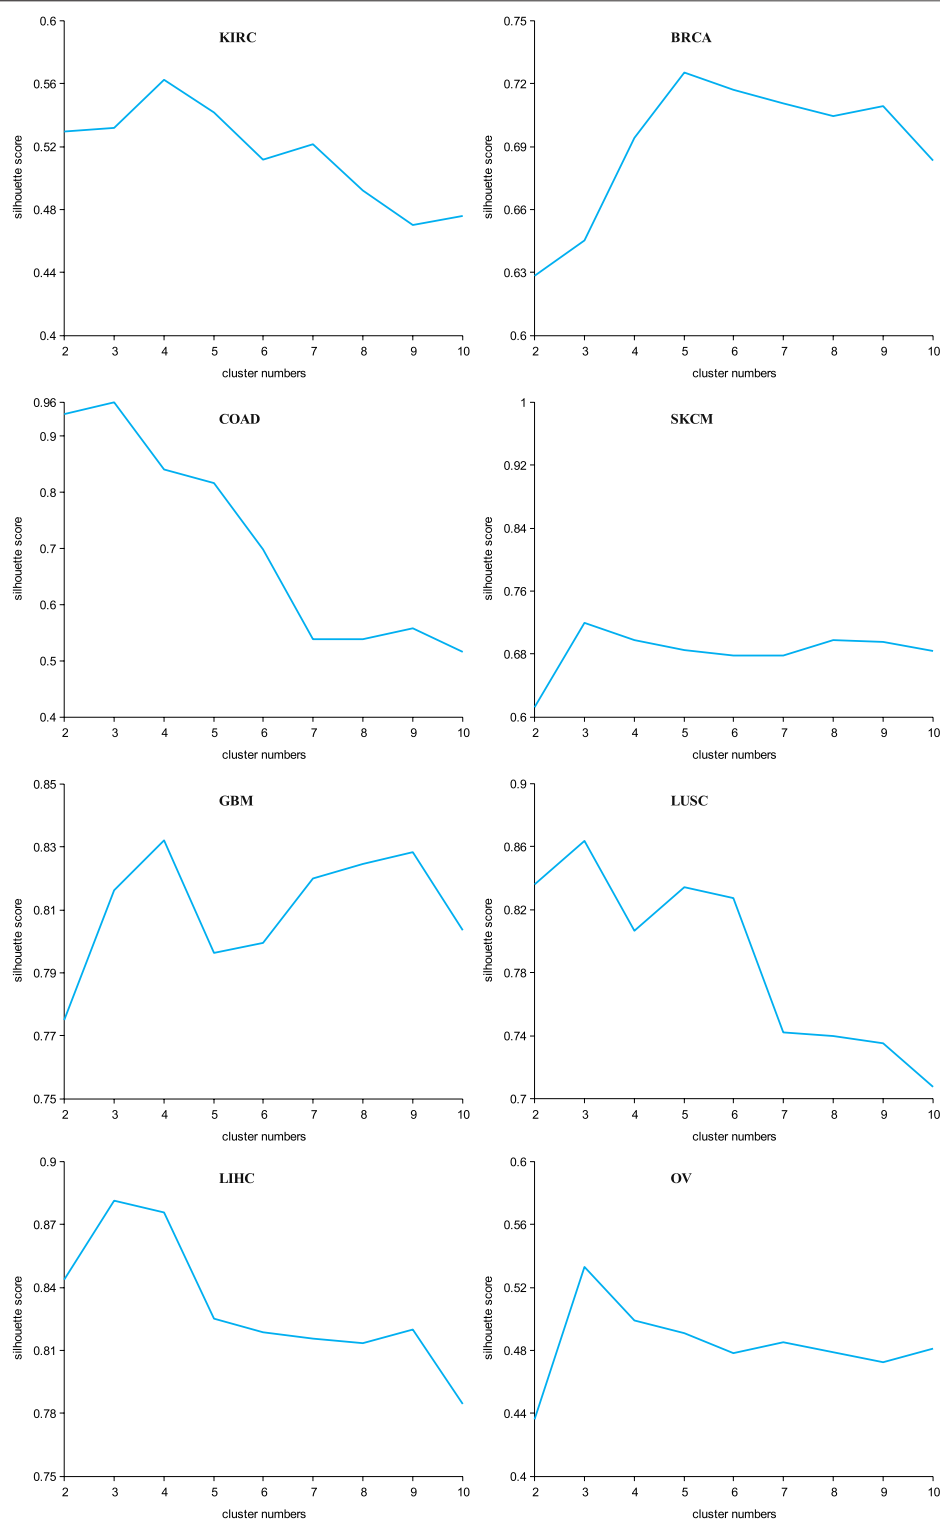 KIRC
0.6
0.56
0.52
0.48
0.44
0.4
silhouette score
2 3 4 5 6 7 8 9 10
cluster numbers
BRCA
0.75
0.72
0.69
0.66
0.63
0.6
silhouette score
2 3 4 5 6 7 8 9 10
cluster numbers
COAD
0.96
0.9
0.8
0.7
0.6
0.5
0.4
silhouette score
2 3 4 5 6 7 8 9 10
cluster numbers
SKCM
1
0.92
0.84
0.76
0.68
0.6
silhouette score
2 3 4 5 6 7 8 9 10
cluster numbers
GBM
0.85
0.83
0.81
0.79
0.77
0.75
silhouette score
2 3 4 5 6 7 8 9 10
cluster numbers
LUSC
0.9
0.86
0.82
0.78
0.74
0.7
silhouette score
2 3 4 5 6 7 8 9 10
cluster numbers
LIHC
0.9
0.87
0.84
0.81
0.78
0.75
silhouette score
2 3 4 5 6 7 8 9 10
cluster numbers
OV
0.6
0.56
0.52
0.48
0.44
0.4
silhouette score
2 3 4 5 6 7 8 9 10
cluster numbers